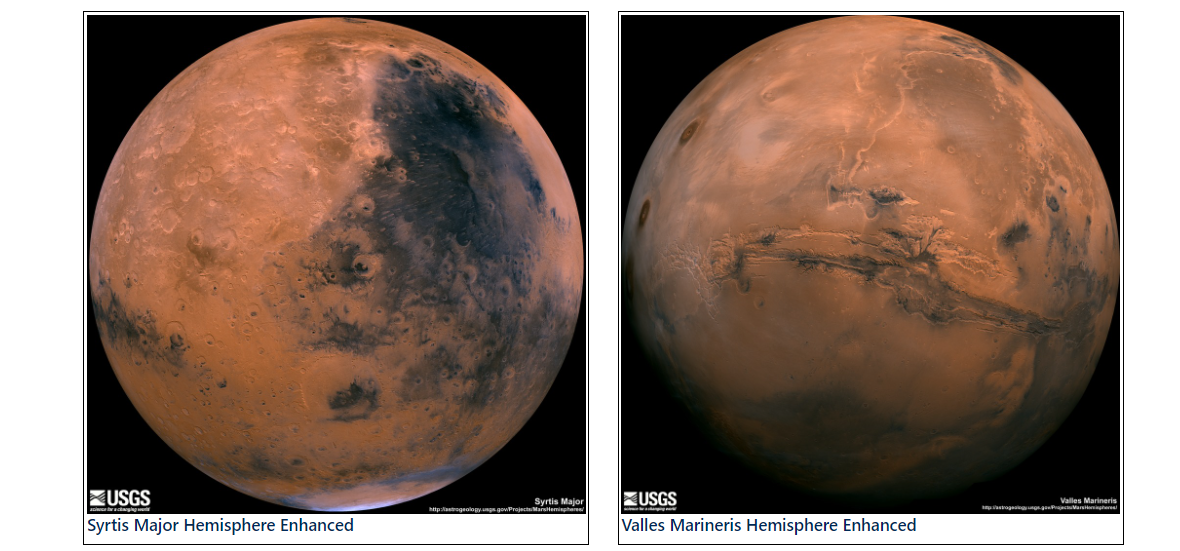 USGS
science for a changing world
Syrtis Major
http://astrogeology.usgs.gov/Projects/MarsHemispheres/
Syrtis Major Hemisphere Enhanced
USGS
science for a changing world
Valles Marineris
http://astrogeology.usgs.gov/Projects/MarsHemispheres/
Valles Marineris Hemisphere Enhanced